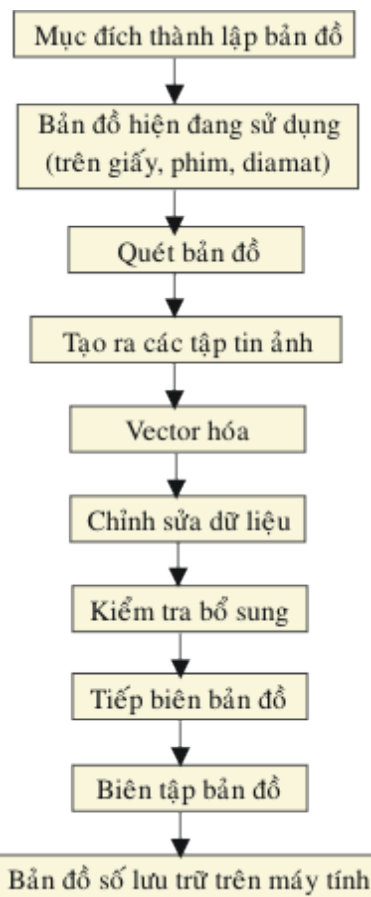 Mục đích thành lập bản đồ
Bản đồ hiện đang sử dụng
(trên giấy, phim, diamat)
Quét bản đồ
Tạo ra các tập tin ảnh
Vector hóa
Chỉnh sửa dữ liệu
Kiểm tra bổ sung
Tiếp biên bản đồ
Biên tập bản đồ
Bản đồ số lưu trữ trên máy tính